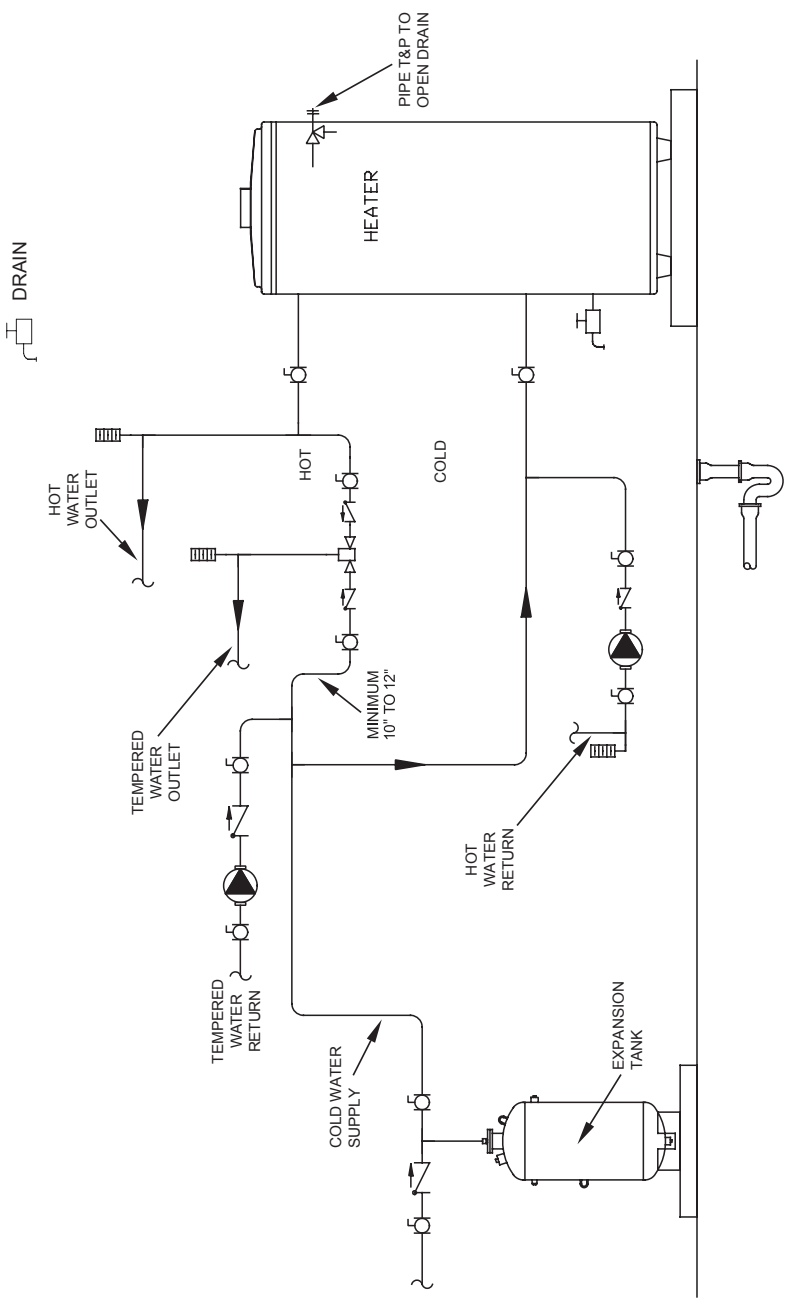 DRAIN
PIPE T&P TO
OPEN DRAIN
HEATER
HOT
WATER
OUTLET
HOT
COLD
TEMPERED
WATER
OUTLET
MINIMUM
10" TO 12"
HOT
WATER
RETURN
TEMPERED
WATER
RETURN
COLD WATER
SUPPLY
EXPANSION
TANK